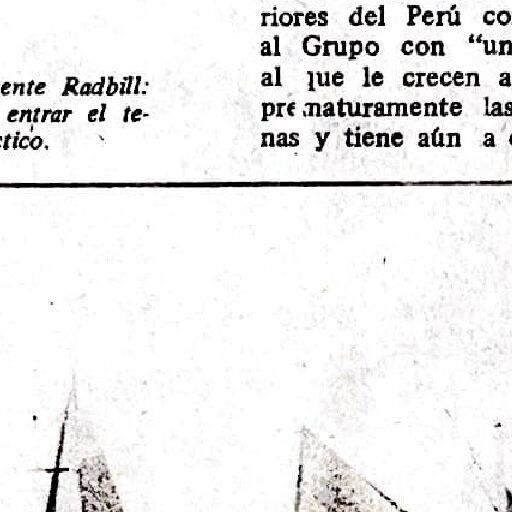 ente Radbill:
entrar el te-
ctico.
riores del Perú co
al Grupo con “un
al que le crecen a
prematuramente las
nas y tiene aún a